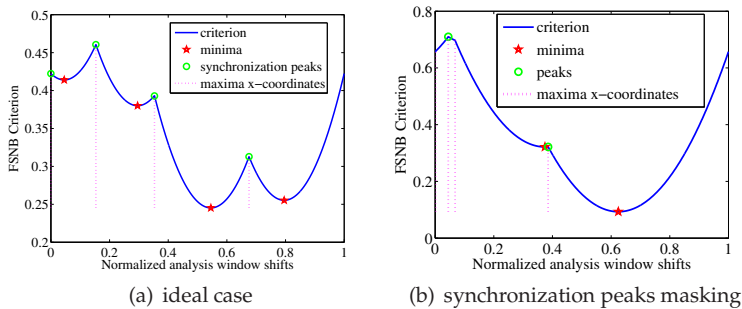 0.5
0.45
0.4
0.35
0.3
0.25
0.2
FSNB Criterion
criterion
minima
synchronization peaks
maxima x−coordinates
0 0.2 0.4 0.6 0.8 1
Normalized analysis window shifts
(a) ideal case
0.8
0.6
0.4
0.2
0
FSNB Criterion
criterion
minima
peaks
maxima x−coordinates
0 0.2 0.4 0.6 0.8 1
Normalized analysis window shifts
(b) synchronization peaks masking